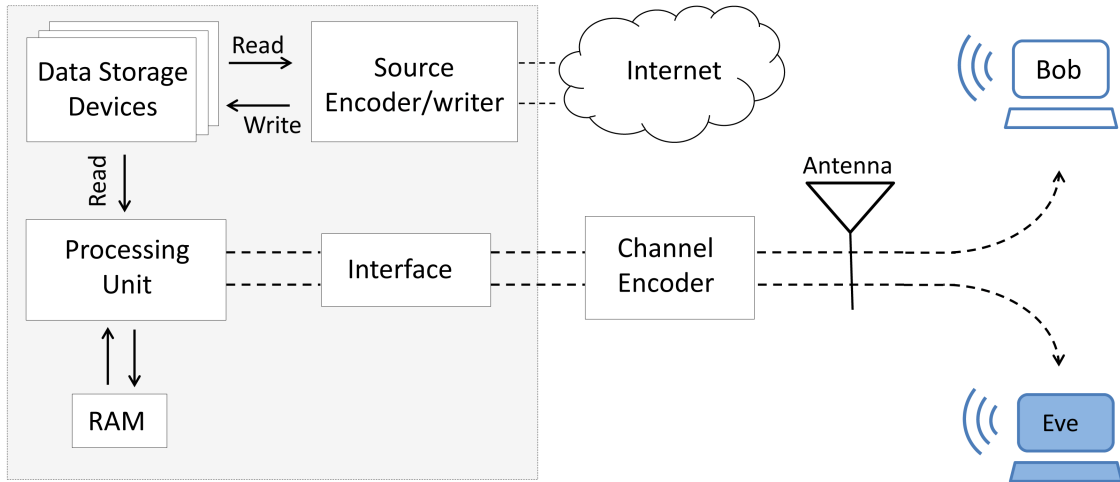 Data Storage
Devices
Read
Write
Source
Encoder/writer
Internet
Bob
Read
Antenna
Processing
Unit
Interface
Channel
Encoder
RAM
Eve